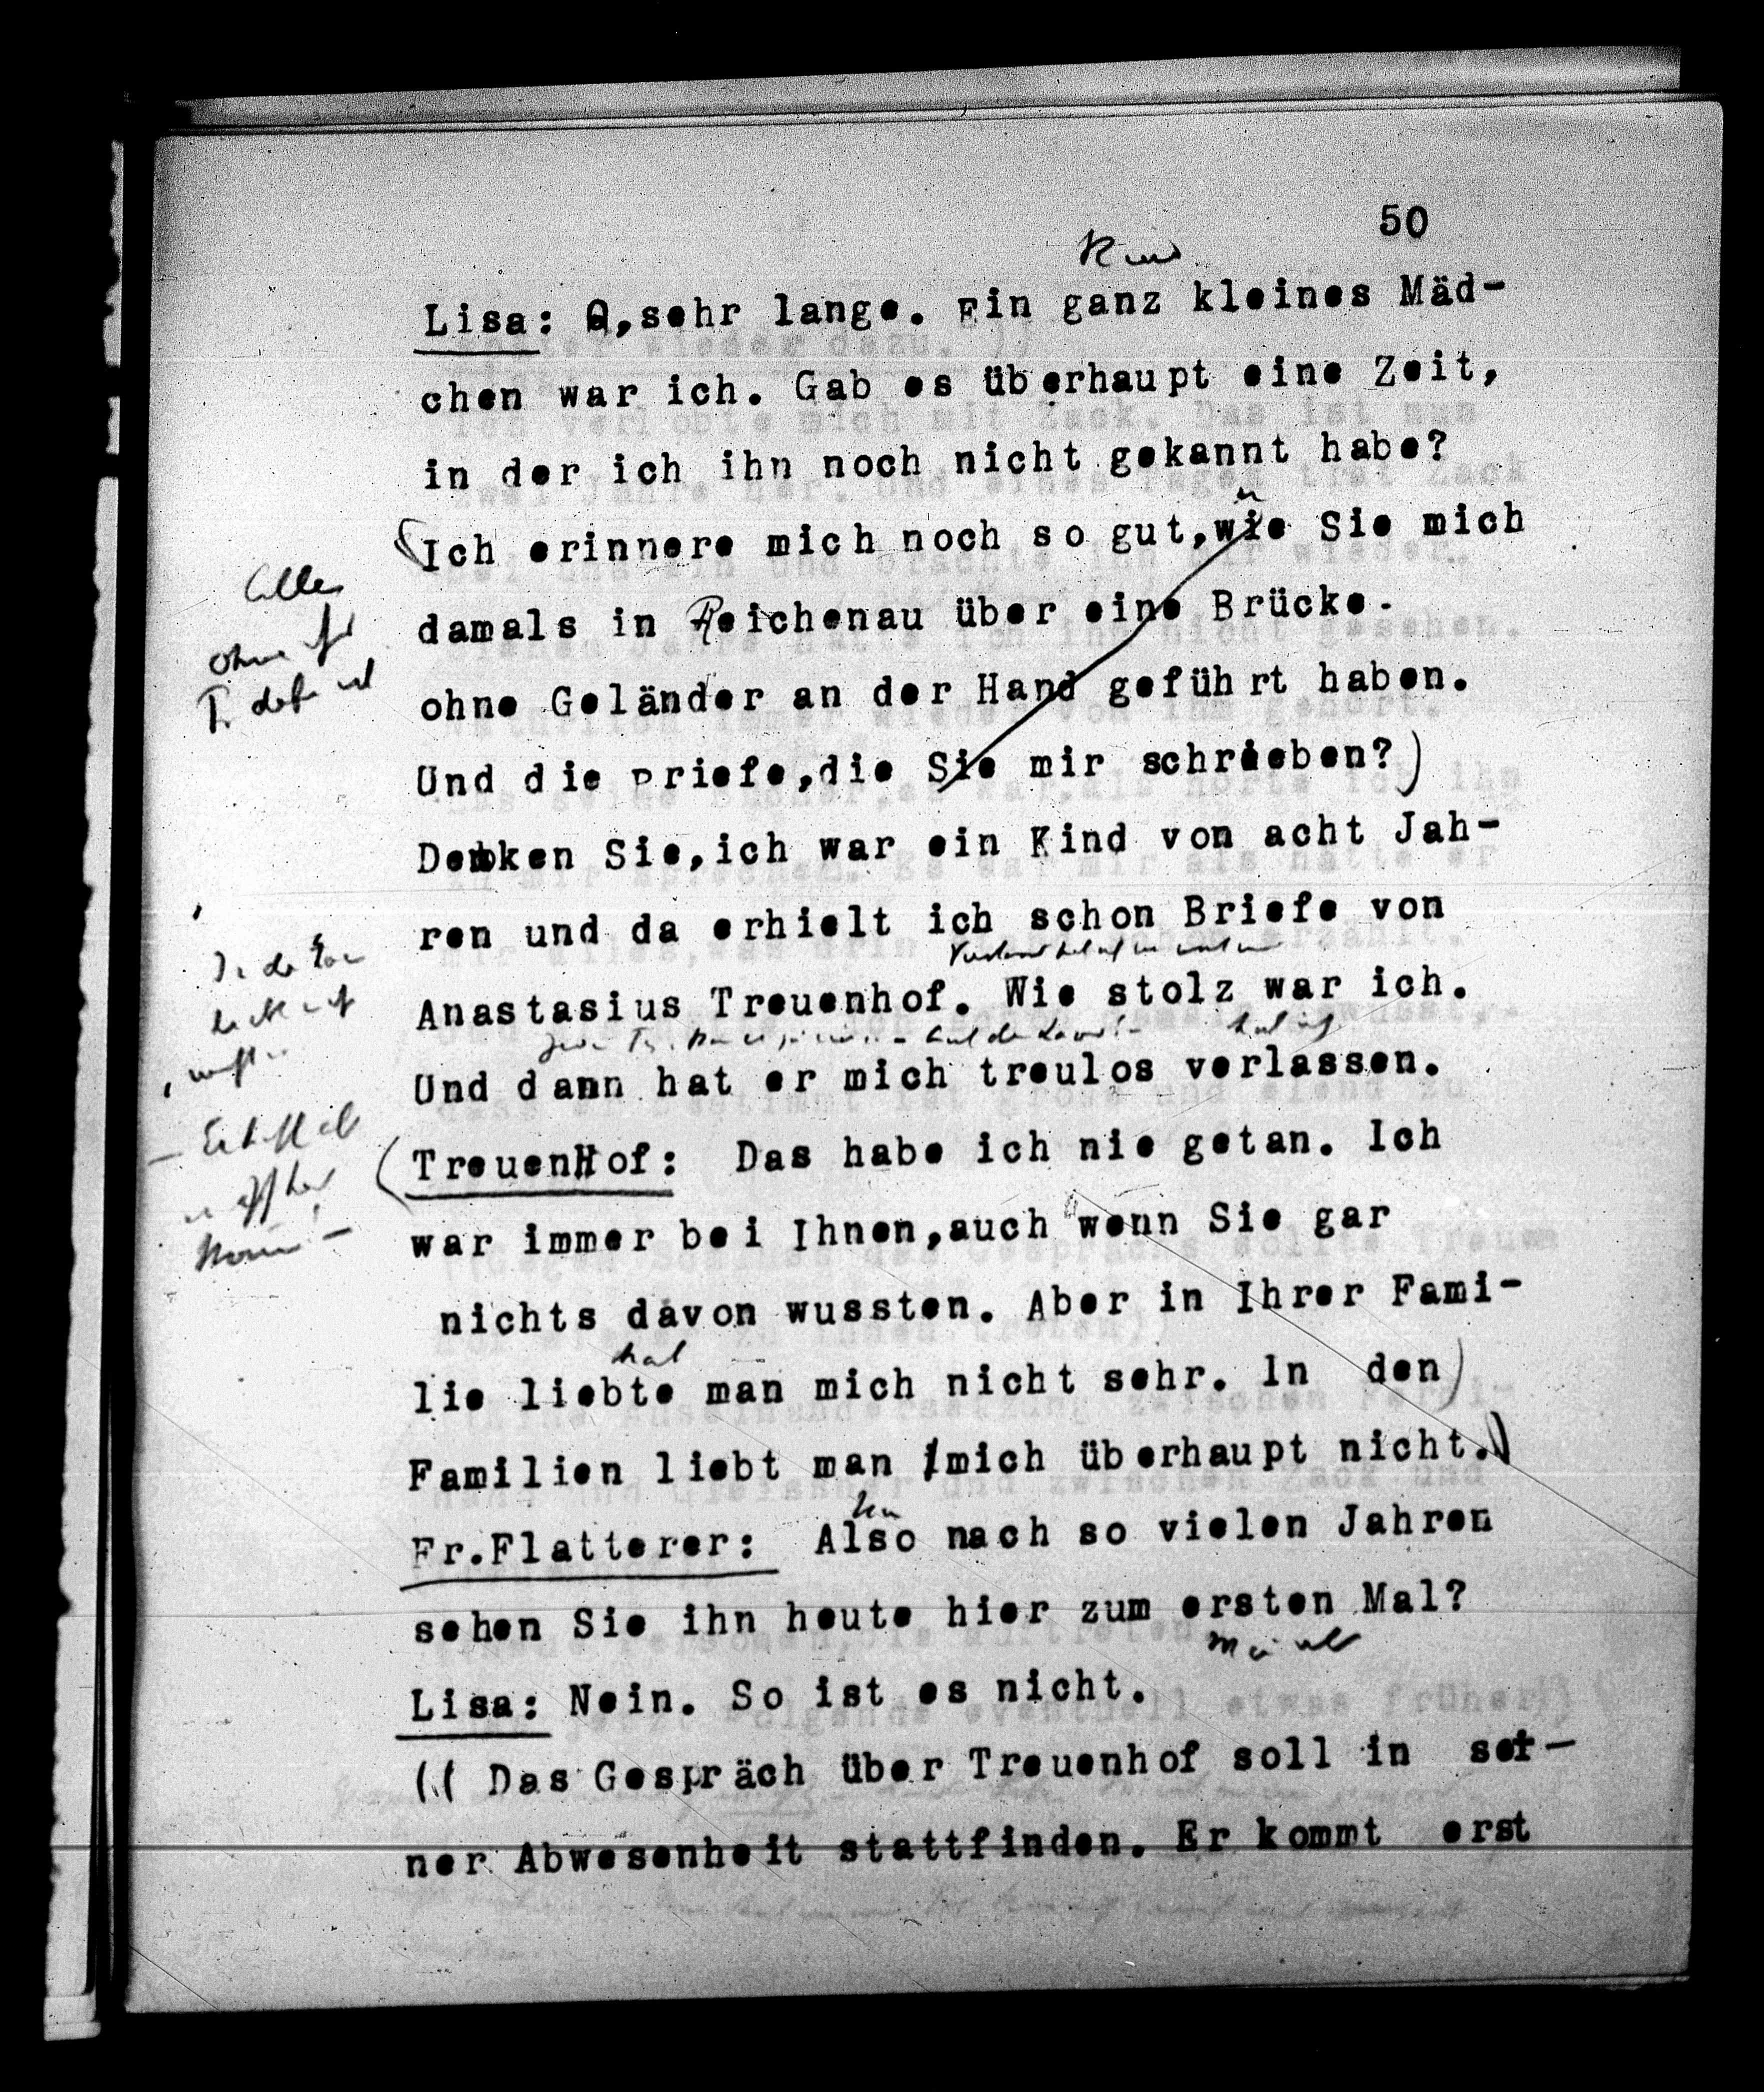 50
Kind
Lisa: O,sehr lange. Ein ganz kleines Mäd-
chen war ich. Gab es überhaupt eine Zeit,
in der ich ihn noch nicht gekannt habe?
(Ich erinnere mich noch so gut,wie Sie mich
damals in Reichenau über eine Brücke.
ohne Geländer an der Hand geführt haben.
Und die Briefe,die Sie mir schrieben?)
Denken Sie,ich war ein Kind von acht Jah-
ren und da erhielt ich schon Briefe von
Anastasius Treuenhof. Wie stolz war ich.
Und dann hat er mich treulos verlassen.
(TreuenHof: Das habe ich nie getan. Ich
war immer bei Ihnen,auch wenn Sie gar
nichts davon wussten. Aber in Ihrer Fami-
hat
lie liebte man mich nicht sehr. In den)
Familien liebt man mich überhaupt nicht.)
Fr.Flatterer: Also nach so vielen Jahren
sehen Sie ihn heute hier zum ersten Mal?
Lisa: Nein. So ist es nicht.
(( Das Gespräch über Treuenhof soll in sei-
ner Abwesenheit stattfinden. Er kommt erst
Alles
ohne